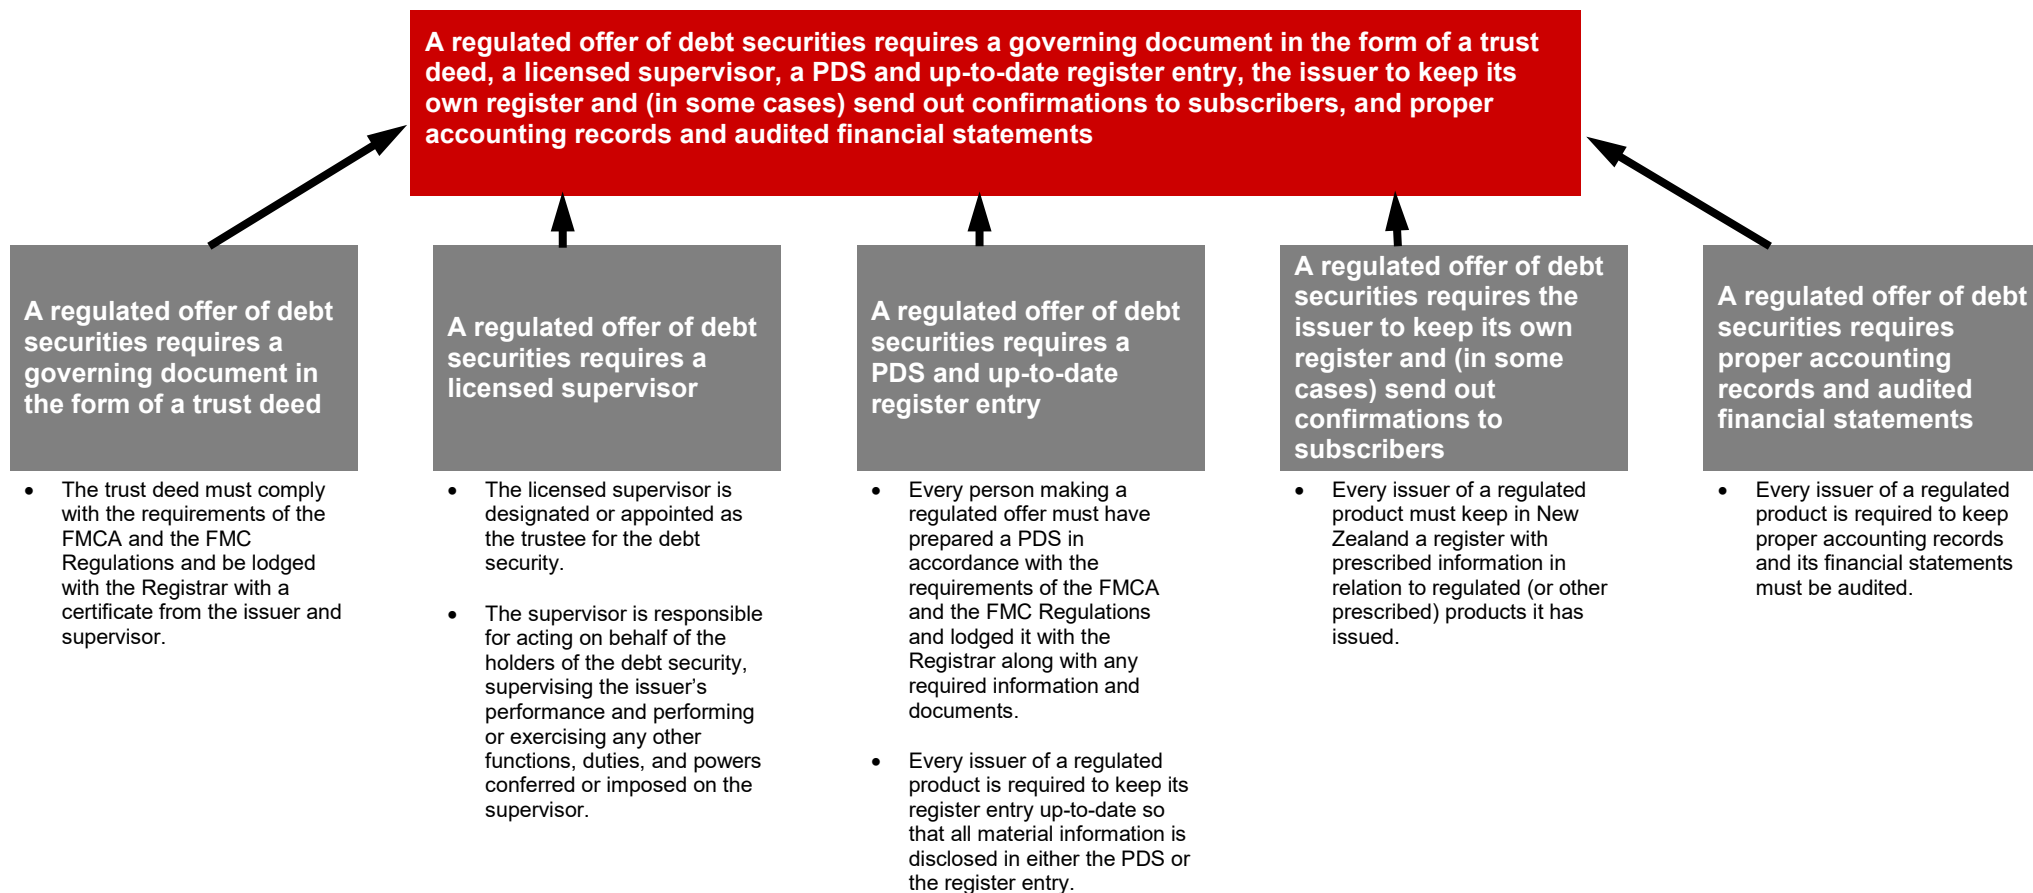 A regulated offer of debt securities requires a governing document in the form of a trust
deed, a licensed supervisor, a PDS and up-to-date register entry, the issuer to keep its
own register and (in some cases) send out confirmations to subscribers, and proper
accounting records and audited financial statements
A regulated offer of debt
securities requires a
governing document in
the form of a trust deed
• The trust deed must comply
with the requirements of the
FMCA and the FMC
Regulations and be lodged
with the Registrar with a
certificate from the issuer and
supervisor.
A regulated offer of debt
securities requires a
licensed supervisor
• The licensed supervisor is
designated or appointed as
the trustee for the debt
security.
• The supervisor is responsible
for acting on behalf of the
holders of the debt security,
supervising the issuer’s
performance and performing
or exercising any other
functions, duties, and powers
conferred or imposed on the
supervisor.
A regulated offer of debt
securities requires a
PDS and up-to-date
register entry
• Every person making a
regulated offer must have
prepared a PDS in
accordance with the
requirements of the FMCA
and the FMC Regulations
and lodged it with the
Registrar along with any
required information and
documents.
• Every issuer of a regulated
product is required to keep its
register entry up-to-date so
that all material information is
disclosed in either the PDS or
the register entry.
A regulated offer of debt
securities requires the
issuer to keep its own
register and (in some
cases) send out
confirmations to
subscribers
• Every issuer of a regulated
product must keep in New
Zealand a register with
prescribed information in
relation to regulated (or other
prescribed) products it has
issued.
A regulated offer of debt
securities requires
proper accounting
records and audited
financial statements
• Every issuer of a regulated
product is required to keep
proper accounting records
and its financial statements
must be audited.